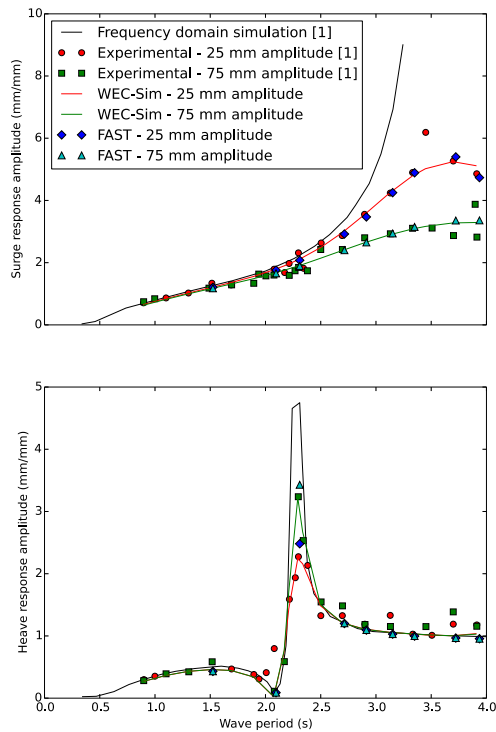 10
8
6
4
2
0
Surge response amplitude (mm/mm)
Frequency domain simulation [1]
Experimental - 25 mm amplitude [1]
Experimental - 75 mm amplitude [1]
WEC-Sim - 25 mm amplitude
WEC-Sim - 75 mm amplitude
FAST - 25 mm amplitude
FAST - 75 mm amplitude
5
4
3
2
1
0
Heave response amplitude (mm/mm)
0.0 0.5 1.0 1.5 2.0 2.5 3.0 3.5 4.0
Wave period (s)